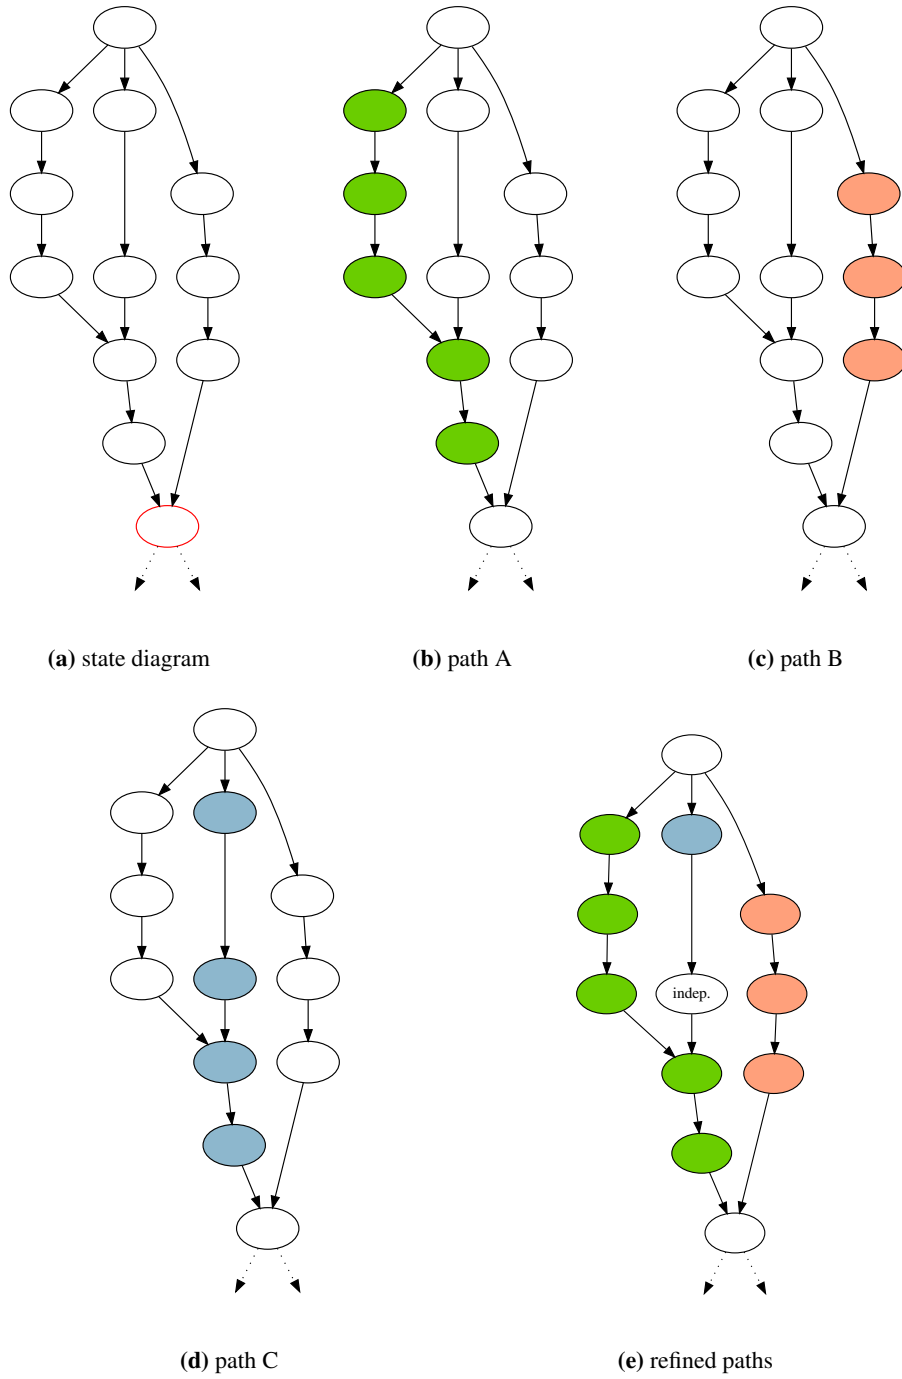 (a) state diagram
(b) path A
(c) path B
indep.
(d) path C
(e) refined paths